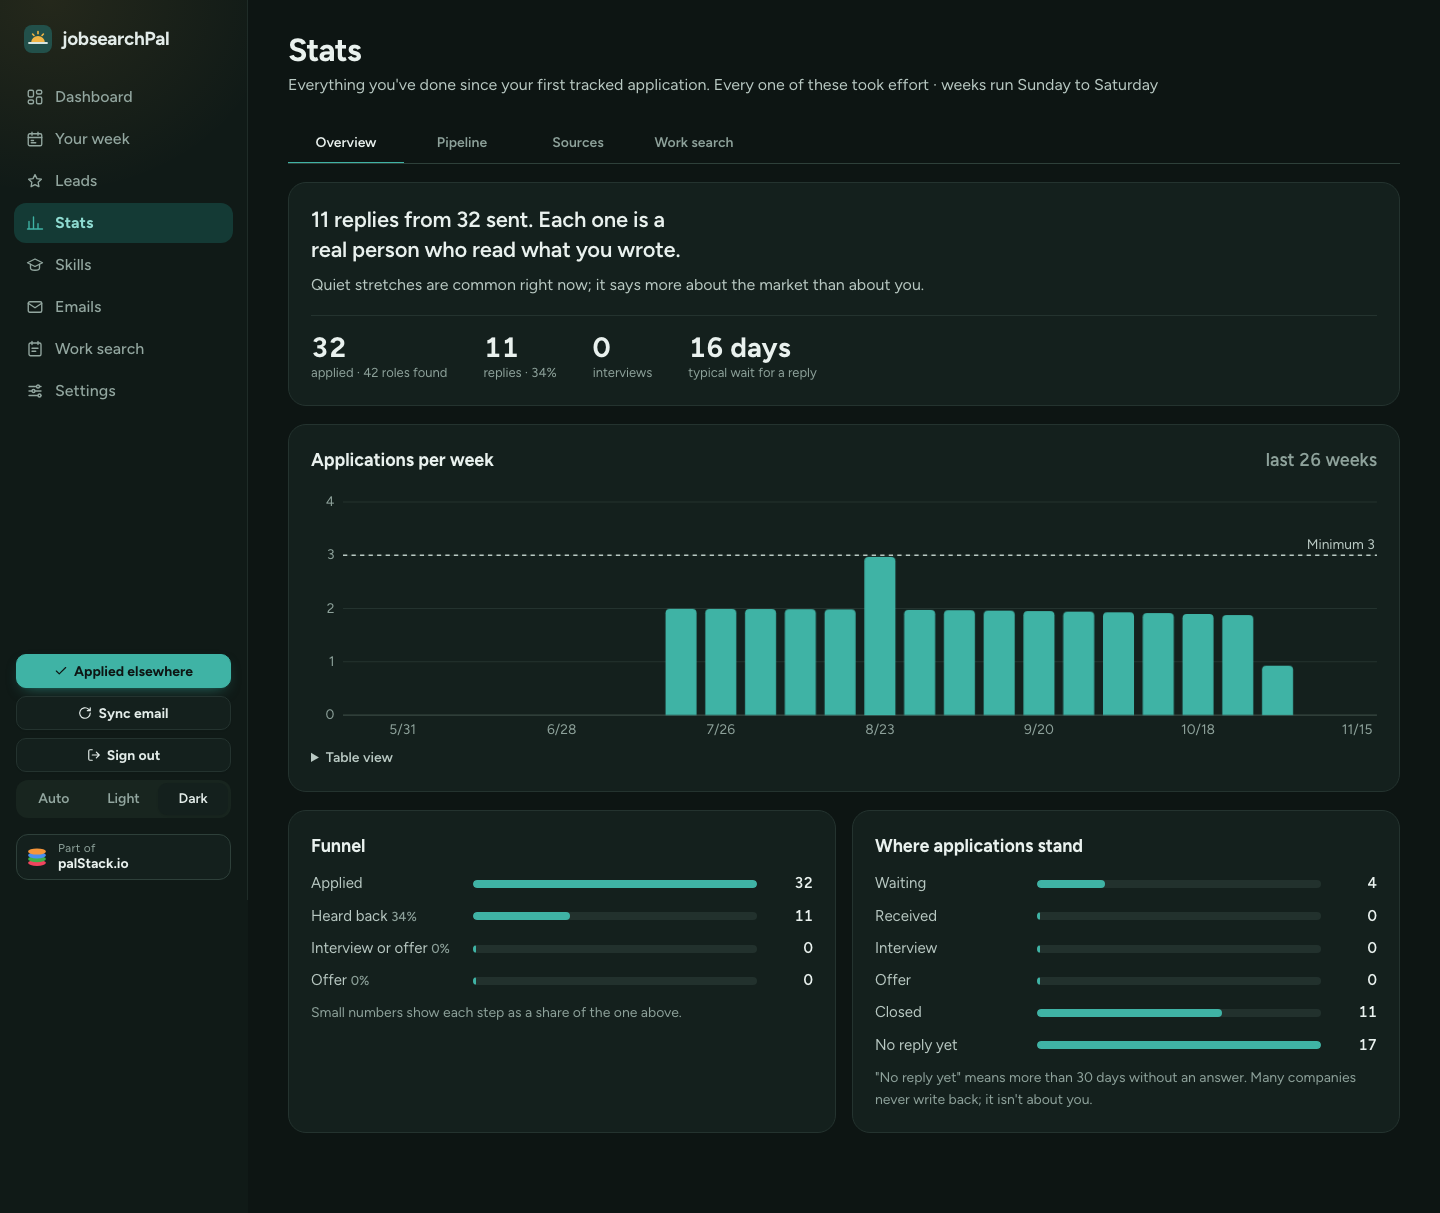 jobsearchPal
Dashboard
Your week
Leads
Stats
Skills
Emails
Work search
Settings
Applied elsewhere
Sync email
Sign out
Auto Light Dark
Part of
palStack.io
Stats
Everything you've done since your first tracked application. Every one of these took effort · weeks run Sunday to Saturday
Overview Pipeline Sources Work search
11 replies from 32 sent. Each one is a
real person who read what you wrote.
Quiet stretches are common right now; it says more about the market than about you.
32 11 0 16 days
applied · 42 roles found replies · 34% interviews typical wait for a reply
Applications per week last 26 weeks
4
Minimum 3
3
2
1
0
5/31 6/28 7/26 8/23 9/20 10/18 11/15
Table view
Funnel
Applied 32
Heard back 34% 11
Interview or offer 0% 0
Offer 0% 0
Small numbers show each step as a share of the one above.
Where applications stand
Waiting 4
Received 0
Interview 0
Offer 0
Closed 11
No reply yet 17
"No reply yet" means more than 30 days without an answer. Many companies
never write back; it isn't about you.